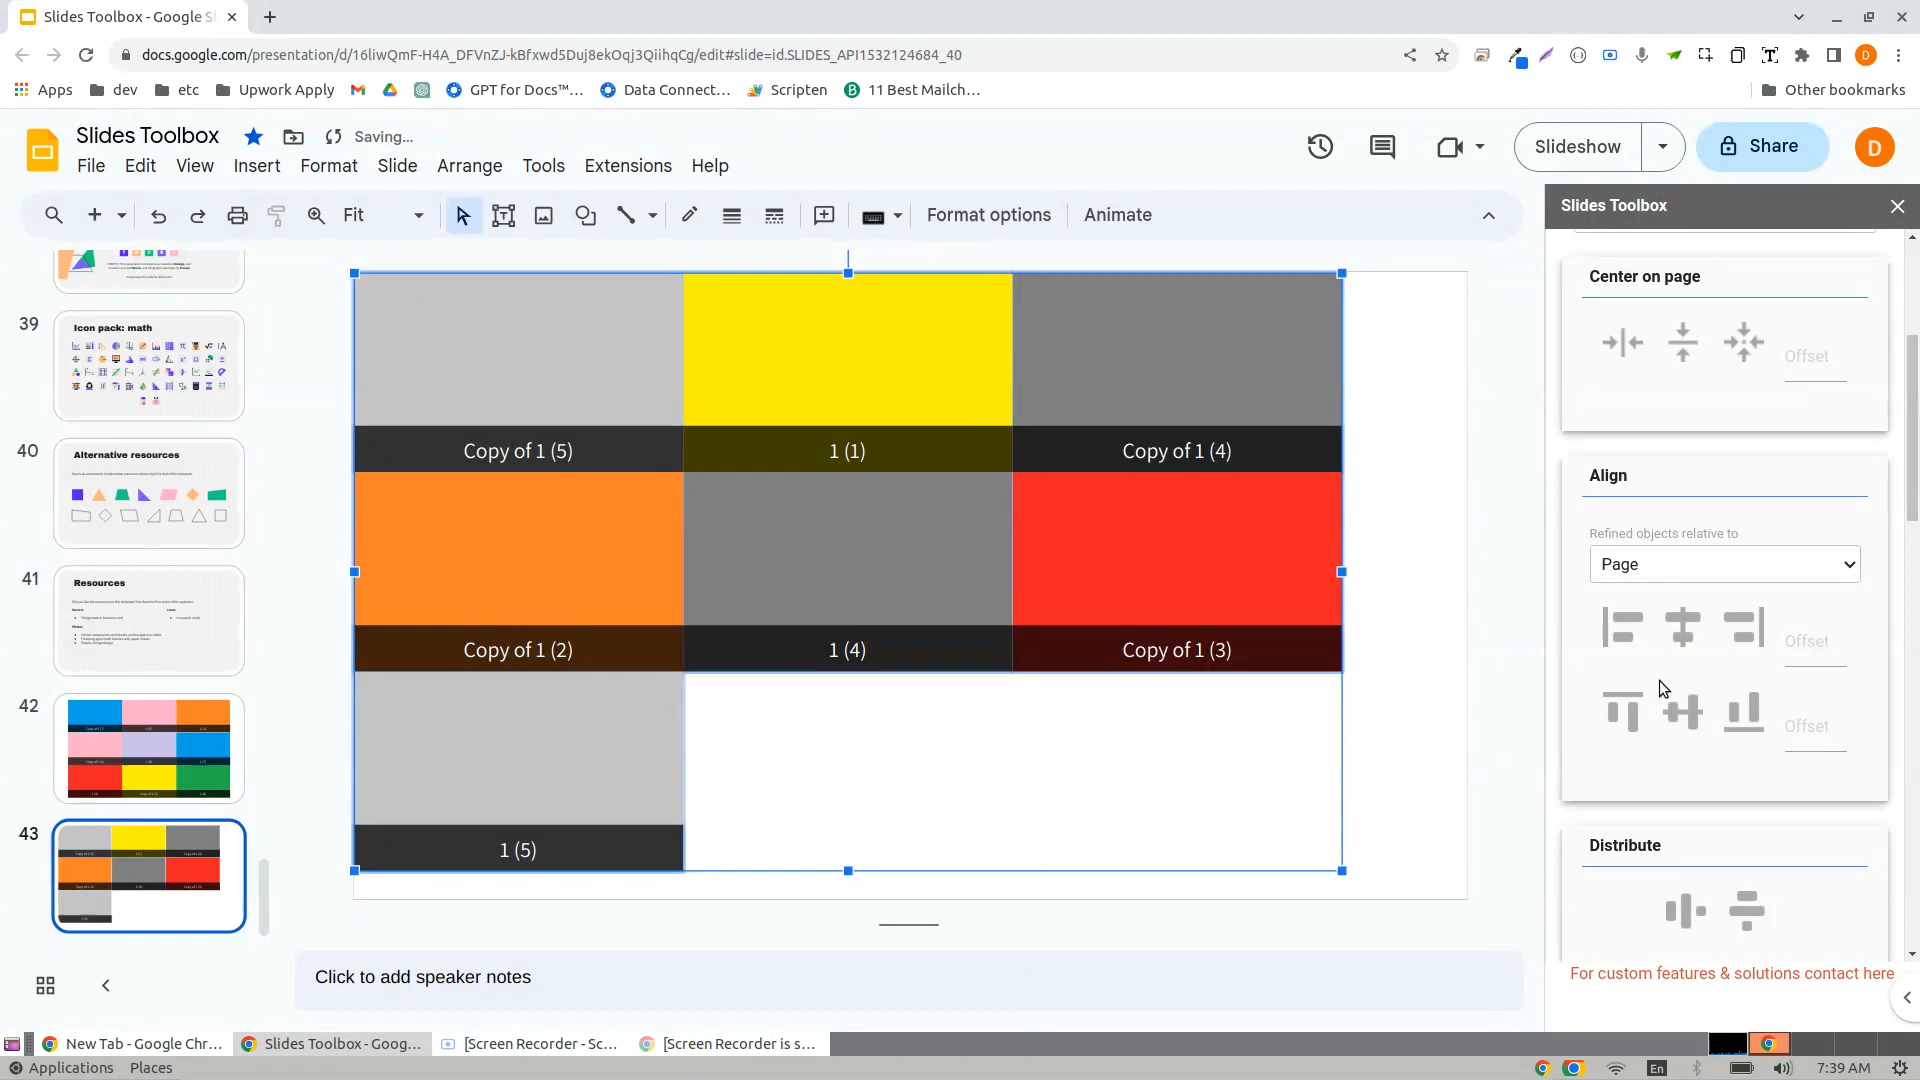 Slides Toolbox - Google Sl
docs.google.com/presentation/d/16liwQmF-H4A_DFVnZJ-kBfxwd5Duj8ekOqj3QiihqCg/edit#slide=id.SLIDES_API1532124684_40
D
Apps dev etc Upwork Apply GPT for Docs™... Data Connect... Scripten 11 Best Mailch... Other bookmarks
Slides Toolbox Saving...
File Edit View Insert Format Slide Arrange Tools Extensions Help
Slideshow Share D
Fit Format options Animate
Slides Toolbox
39
Icon pack: math
40
Alternative resources
41
Resources
42
43
Copy of 1 (5) 1 (1) Copy of 1 (4)
Copy of 1 (2) 1 (4) Copy of 1 (3)
1 (5)
Center on page
Offset
Align
Refined objects relative to
Page
Offset
Offset
Distribute
For custom features & solutions contact here
Click to add speaker notes
New Tab - Google Chr... Slides Toolbox - Goog... [Screen Recorder - Sc... [Screen Recorder is s...
Applications Places En 7:39 AM